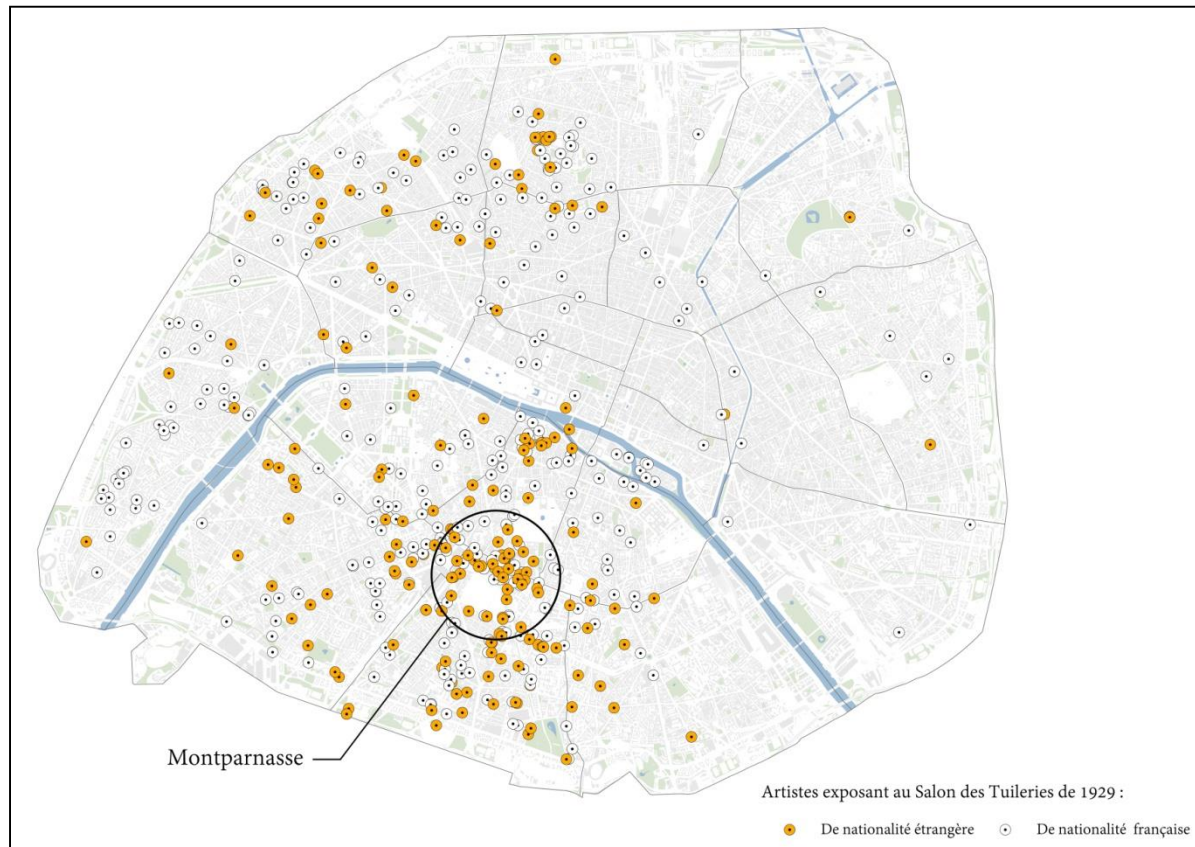 Montparnasse
Artistes exposant au Salon des Tuileries de 1929 :
De nationalité étrangère
De nationalité française